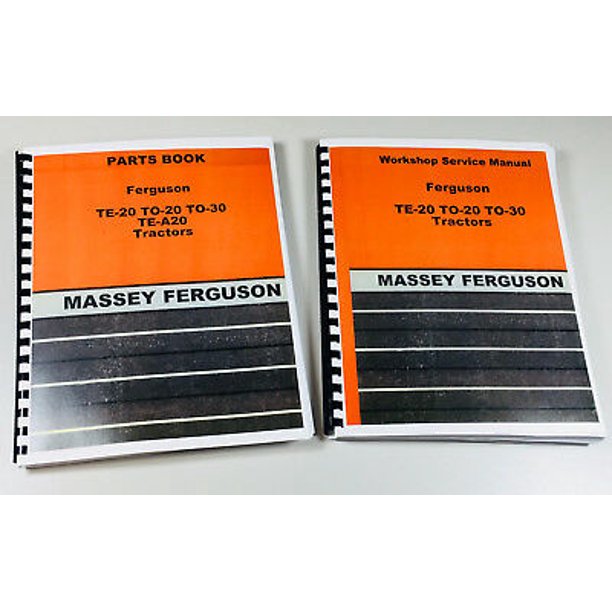 PARTS BOOK
Ferguson
TE-20 TO-20 TO-30
TE-A20
Tractors
MASSEY FERGUSON
Workshop Service Manual
Ferguson
TE-20 TO-20 TO-30
Tractors
MASSEY FERGUSON